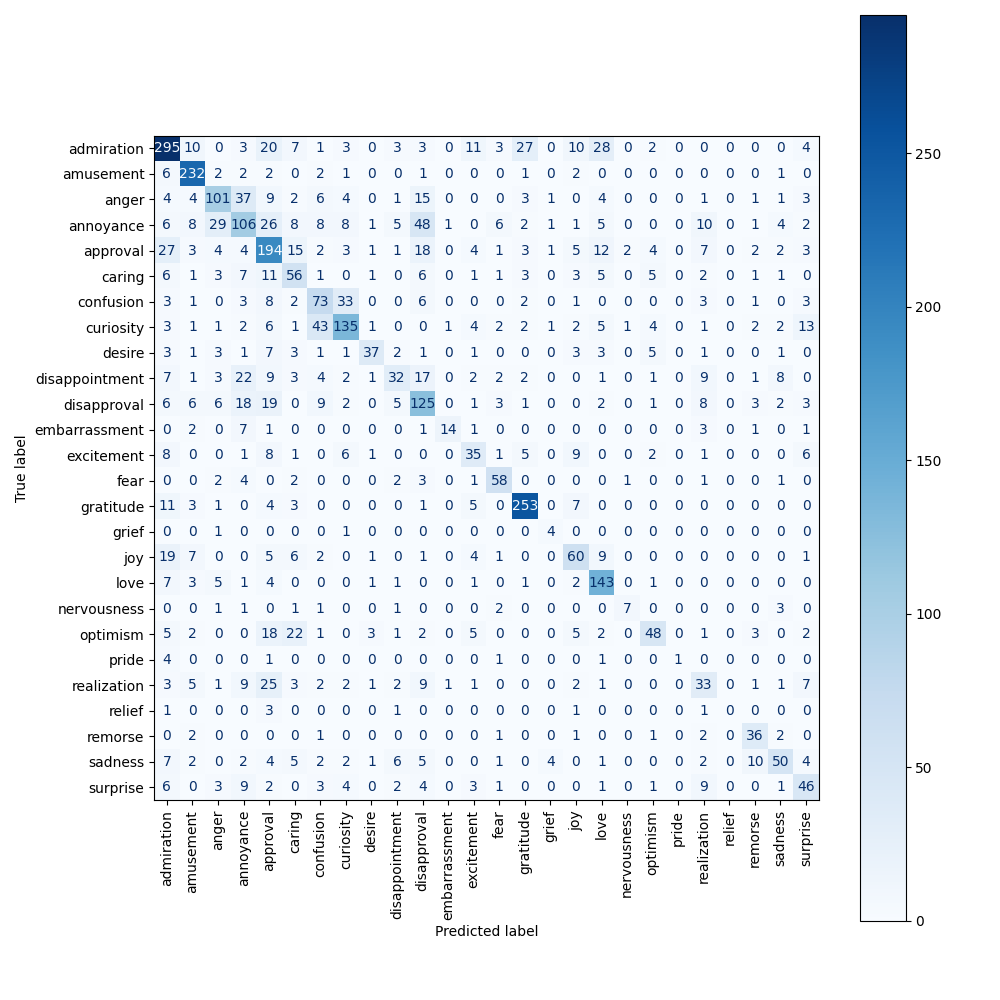 admiration 295 10 0 3 20 7 1 3 0 3 3 0 11 3 27 0 10 28 0 2 0 0 0 0 0 4
amusement 6 232 2 2 2 0 2 1 0 0 1 0 0 0 1 0 2 0 0 0 0 0 0 0 1 0
anger 4 4 101 37 9 2 6 4 0 1 15 0 0 0 3 1 0 4 0 0 0 1 0 1 1 3
annoyance 6 8 29 106 26 8 8 8 1 5 48 1 0 6 2 1 1 5 0 0 0 10 0 1 4 2
approval 27 3 4 4 194 15 2 3 1 1 18 0 4 1 3 1 5 12 2 4 0 7 0 2 2 3
caring 6 1 3 7 11 56 1 0 1 0 6 0 1 1 3 0 3 5 0 5 0 2 0 1 1 0
confusion 3 1 0 3 8 2 73 33 0 0 6 0 0 0 2 0 1 0 0 0 0 3 0 1 0 3
curiosity 3 1 1 2 6 1 43 135 1 0 0 1 4 2 2 1 2 5 1 4 0 1 0 2 2 13
desire 3 1 3 1 7 3 1 1 37 2 1 0 1 0 0 0 3 3 0 5 0 1 0 0 1 0
disappointment 7 1 3 22 9 3 4 2 1 32 17 0 2 2 2 0 0 1 0 1 0 9 0 1 8 0
disapproval 6 6 6 18 19 0 9 2 0 5 125 0 1 3 1 0 0 2 0 1 0 8 0 3 2 3
embarrassment 0 2 0 7 1 0 0 0 0 0 1 14 1 0 0 0 0 0 0 0 0 3 0 1 0 1
excitement 8 0 0 1 8 1 0 6 1 0 0 0 35 1 5 0 9 0 0 2 0 1 0 0 0 6
fear 0 0 2 4 0 2 0 0 0 2 3 0 1 58 0 0 0 0 1 0 0 1 0 0 1 0
gratitude 11 3 1 0 4 3 0 0 0 0 1 0 5 0 253 0 7 0 0 0 0 0 0 0 0 0
grief 0 0 1 0 0 0 0 1 0 0 0 0 0 0 0 4 0 0 0 0 0 0 0 0 0 0
joy 19 7 0 0 5 6 2 0 1 0 1 0 4 1 0 0 60 9 0 0 0 0 0 0 0 1
love 7 3 5 1 4 0 0 0 1 1 0 0 1 0 1 0 2 143 0 1 0 0 0 0 0 0
nervousness 0 0 1 1 0 1 1 0 0 1 0 0 0 2 0 0 0 0 7 0 0 0 0 0 3 0
optimism 5 2 0 0 18 22 1 0 3 1 2 0 5 0 0 0 5 2 0 48 0 1 0 3 0 2
pride 4 0 0 0 1 0 0 0 0 0 0 0 0 1 0 0 0 1 0 0 1 0 0 0 0 0
realization 3 5 1 9 25 3 2 2 1 2 9 1 1 0 0 0 2 1 0 0 0 33 0 1 1 7
relief 1 0 0 0 3 0 0 0 0 1 0 0 0 0 0 0 1 0 0 0 0 1 0 0 0 0
remorse 0 2 0 0 1 0 0 0 0 0 0 0 0 1 0 0 1 0 0 1 0 2 0 36 2 0
sadness 7 2 0 2 4 5 2 2 1 6 5 0 0 1 0 4 0 1 0 0 0 2 0 10 50 4
surprise 6 0 3 9 2 0 3 4 0 2 4 0 3 1 0 0 0 1 0 1 0 9 0 0 1 46
admiration
amusement
anger
annoyance
approval
caring
confusion
curiosity
desire
disappointment
disapproval
embarrassment
excitement
fear
gratitude
grief
joy
love
nervousness
optimism
pride
realization
relief
remorse
sadness
surprise
Predicted label
True label
250
200
150
100
50
0